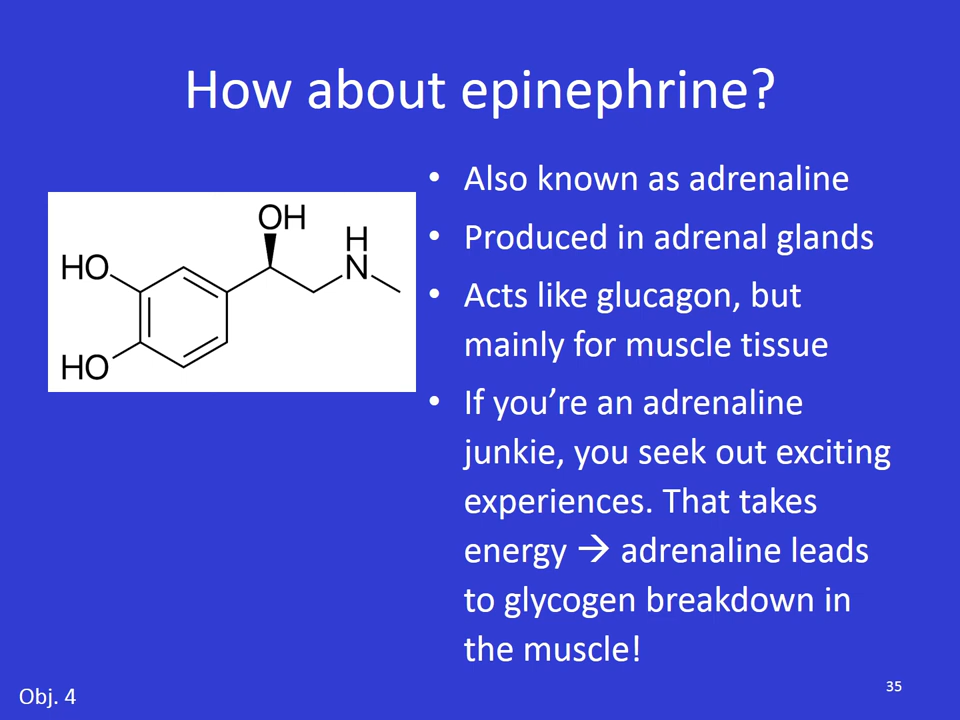 How about epinephrine?
OH
H
N
HO
HO
• Also known as adrenaline
• Produced in adrenal glands
• Acts like glucagon, but
mainly for muscle tissue
• If you’re an adrenaline
junkie, you seek out exciting
experiences. That takes
energy → adrenaline leads
to glycogen breakdown in
the muscle!
Obj. 4
35